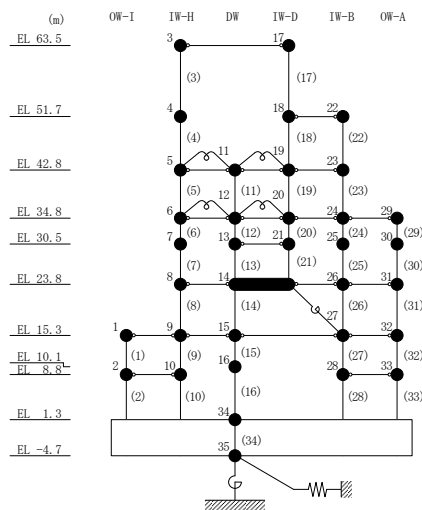 (m) OW-I IW-H DW IW-D IW-B OW-A
EL 63.5 3 17
(3) (17)
EL 51.7 4 18 22
(4) (18) (22)
EL 42.8 5 11 19 23
(5) (11) (19) (23)
EL 34.8 6 12 20 24 29
(6) (12) (20) (24) (29)
EL 30.5 7 13 21 25 30
(7) (13) (21) (25) (30)
EL 23.8 8 14 26 31
(8) (14) (26) (31)
EL 15.3 1 9 15 27 32
(1) (9) (15) (27) (32)
EL 10.1 16
EL 8.8 2 10 28 33
(2) (10) (16) (28) (33)
EL 1.3 34
(34)
EL -4.7 35